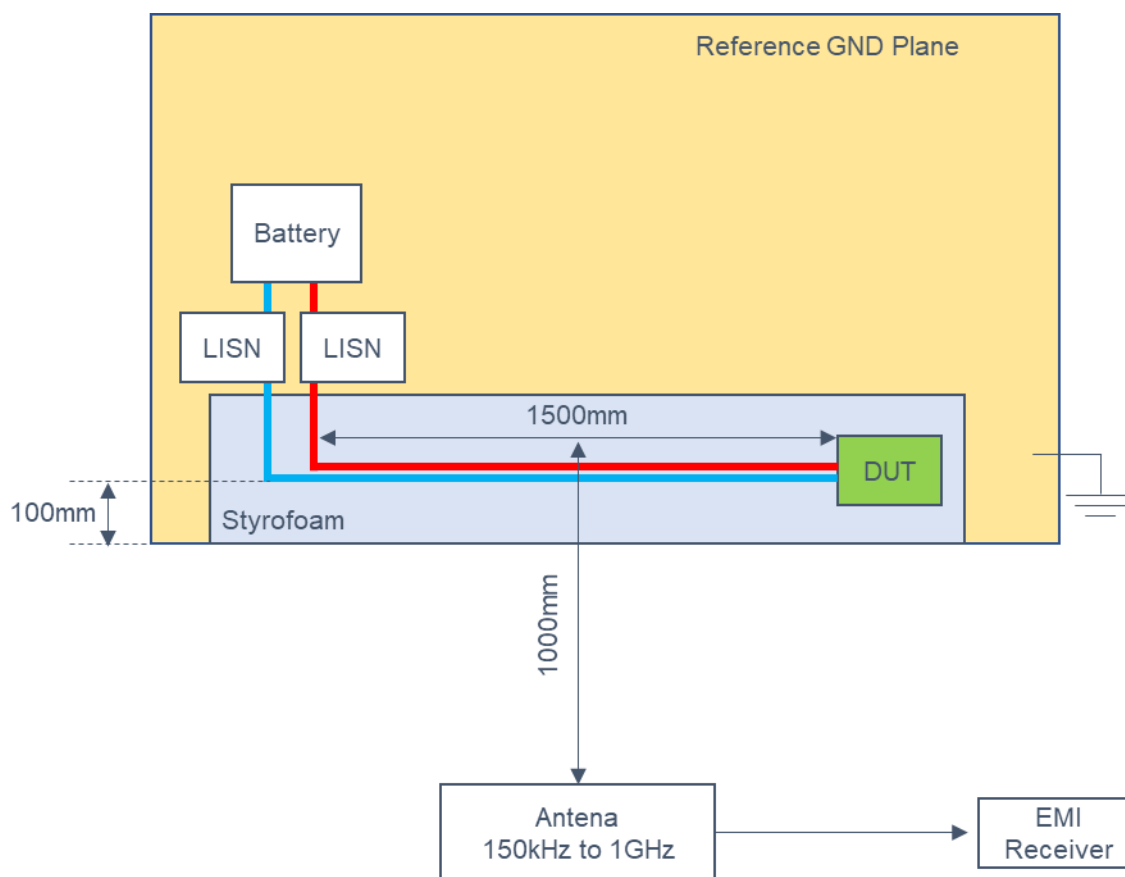 Reference GND Plane
Battery
LISN
LISN
1500mm
DUT
100mm
Styrofoam
1000mm
Antena
150kHz to 1GHz
EMI
Receiver